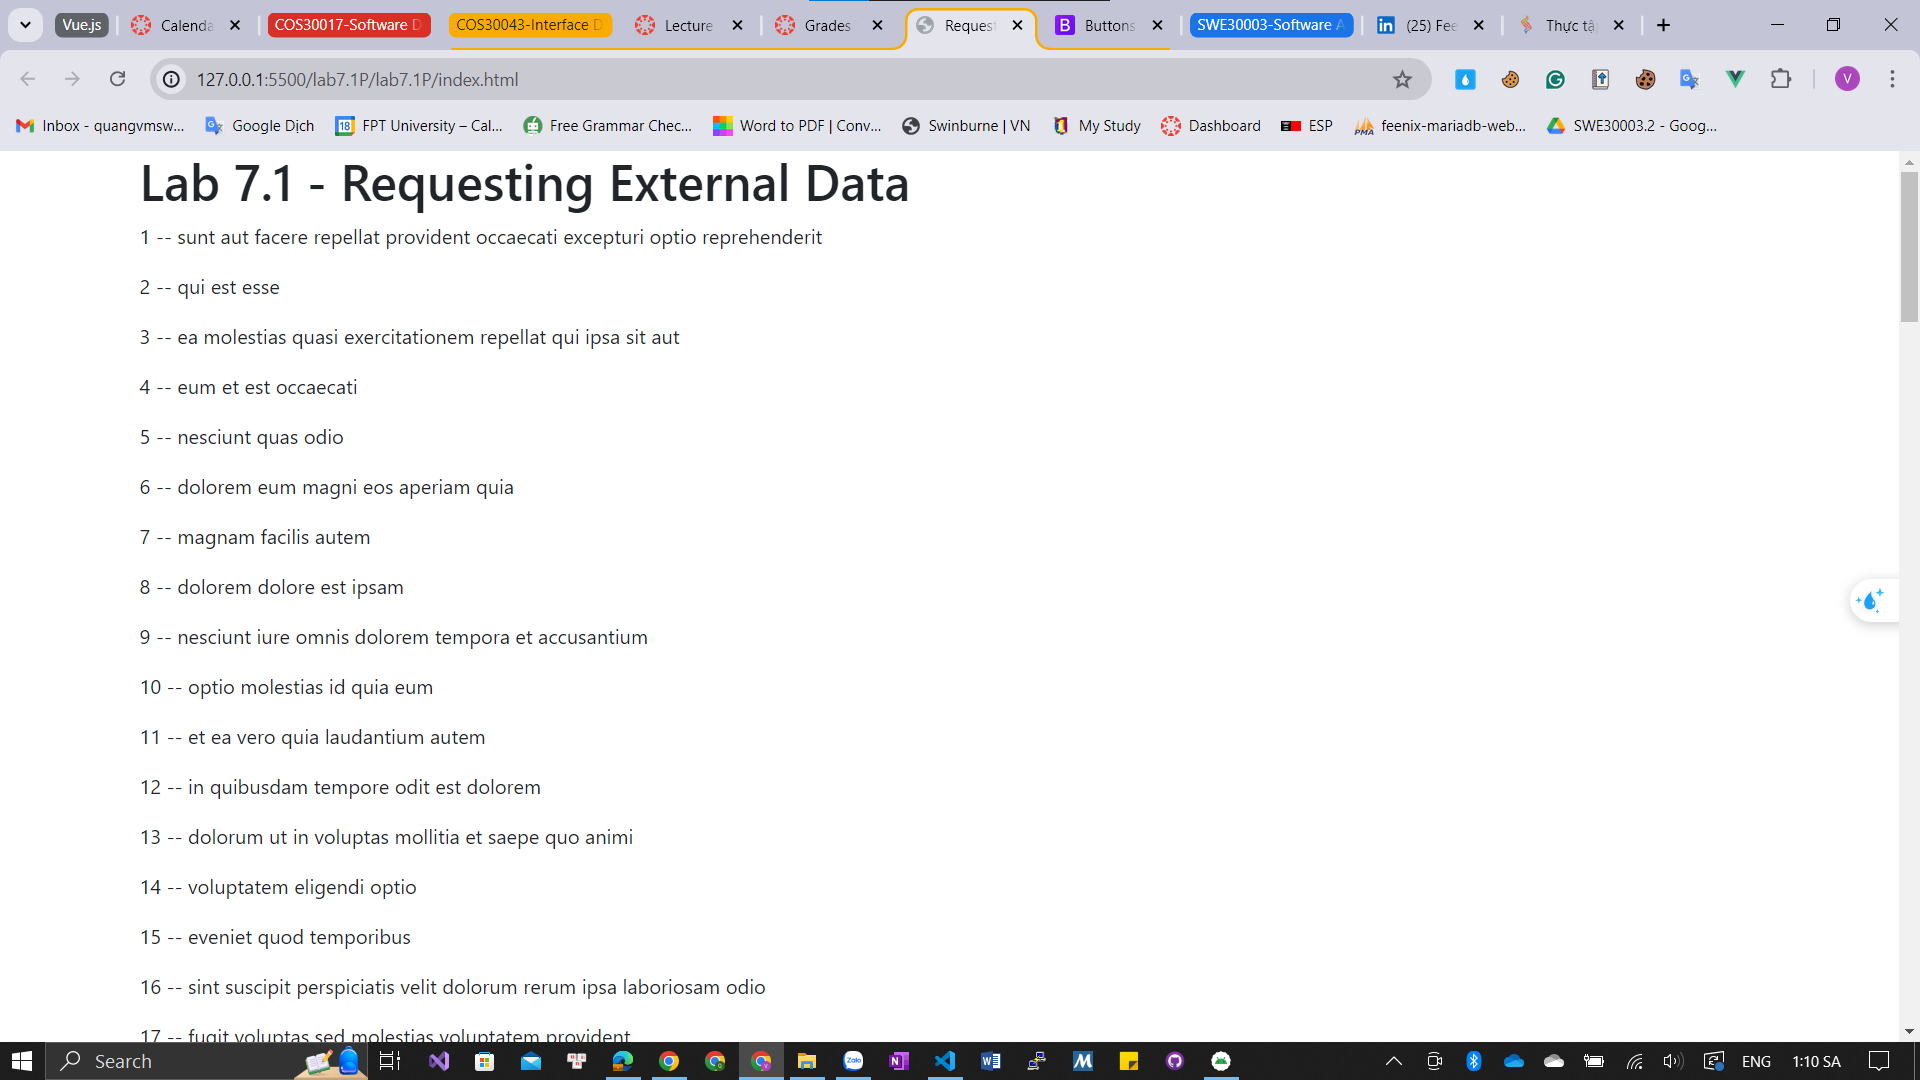 Vue.js
Calenda
COS30017-Software D
COS30043-Interface D
Lecture
Grades
Request
B Buttons
SWE30003-Software A
in (25) Fee
Thực tậ
127.0.0.1:5500/lab7.1P/lab7.1P/index.html
V
Inbox - quangvmsw...
Google Dịch
18 FPT University – Cal...
Free Grammar Chec...
Word to PDF | Conv...
Swinburne | VN
My Study
Dashboard
ESP
PMA feenix-mariadb-web...
SWE30003.2 - Goog...
Lab 7.1 - Requesting External Data
1 -- sunt aut facere repellat provident occaecati excepturi optio reprehenderit
2 -- qui est esse
3 -- ea molestias quasi exercitationem repellat qui ipsa sit aut
4 -- eum et est occaecati
5 -- nesciunt quas odio
6 -- dolorem eum magni eos aperiam quia
7 -- magnam facilis autem
8 -- dolorem dolore est ipsam
9 -- nesciunt iure omnis dolorem tempora et accusantium
10 -- optio molestias id quia eum
11 -- et ea vero quia laudantium autem
12 -- in quibusdam tempore odit est dolorem
13 -- dolorum ut in voluptas mollitia et saepe quo animi
14 -- voluptatem eligendi optio
15 -- eveniet quod temporibus
16 -- sint suscipit perspiciatis velit dolorum rerum ipsa laboriosam odio
17 -- fugit voluptas sed molestias voluptatem provident
Search
Zalo
ENG
1:10 SA